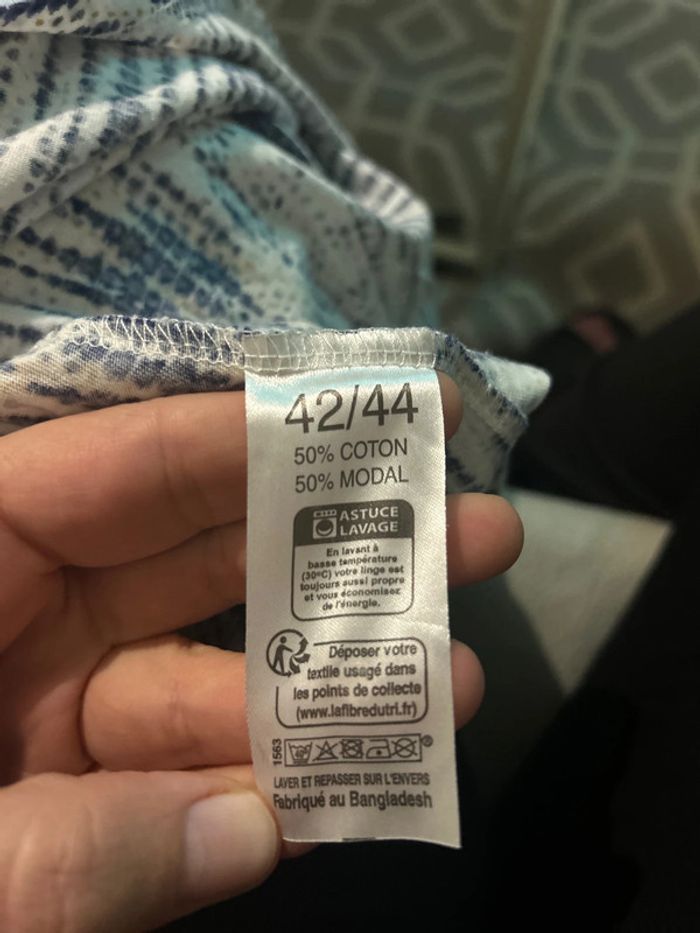 42/44
50% COTON
50% MODAL
ASTUCE
LAVAGE
En lavant à
basse température
(30°C) votre linge est
toujours aussi propre
et vous économisez
de l'énergie.
Déposer votre
textile usagé dans
les points de collecte
(www.lafibredutri.fr)
1563
40°
LAVER ET REPASSER SUR L'ENVERS
Fabriqué au Bangladesh